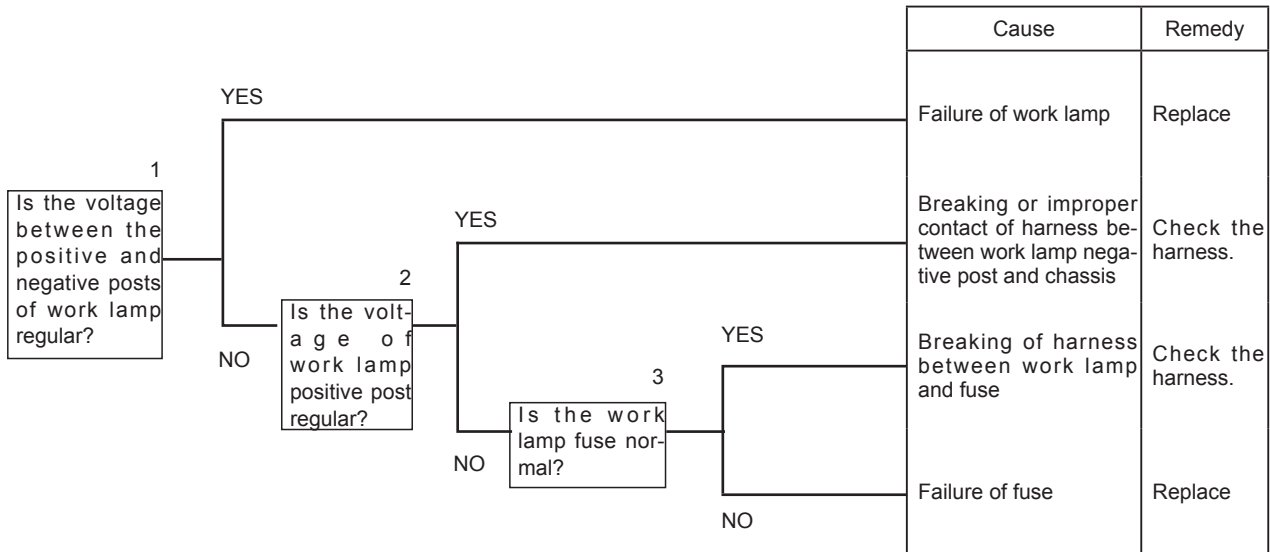 Cause
Remedy
YES
Failure of work lamp
Replace
1
Is the voltage
between the
positive and
negative posts
of work lamp
regular?
YES
Breaking or improper
contact of harness be-
tween work lamp nega-
tive post and chassis
Check the
harness.
2
NO
Is the volt-
age of
work lamp
positive post
regular?
YES
Breaking of harness
between work lamp
and fuse
Check the
harness.
3
NO
Is the work
lamp fuse nor-
mal?
Failure of fuse
Replace
NO